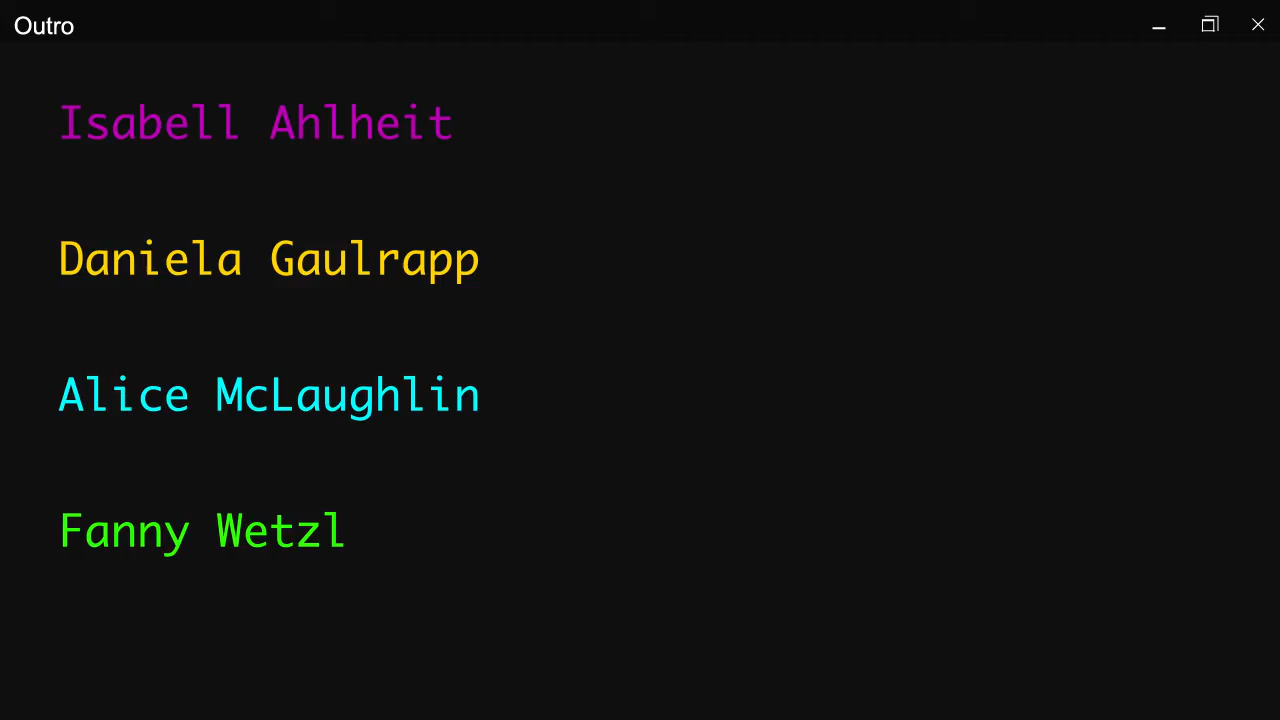 Outro
Isabell Ahlheit
Daniela Gaulrapp
Alice McLaughlin
Fanny Wetzl